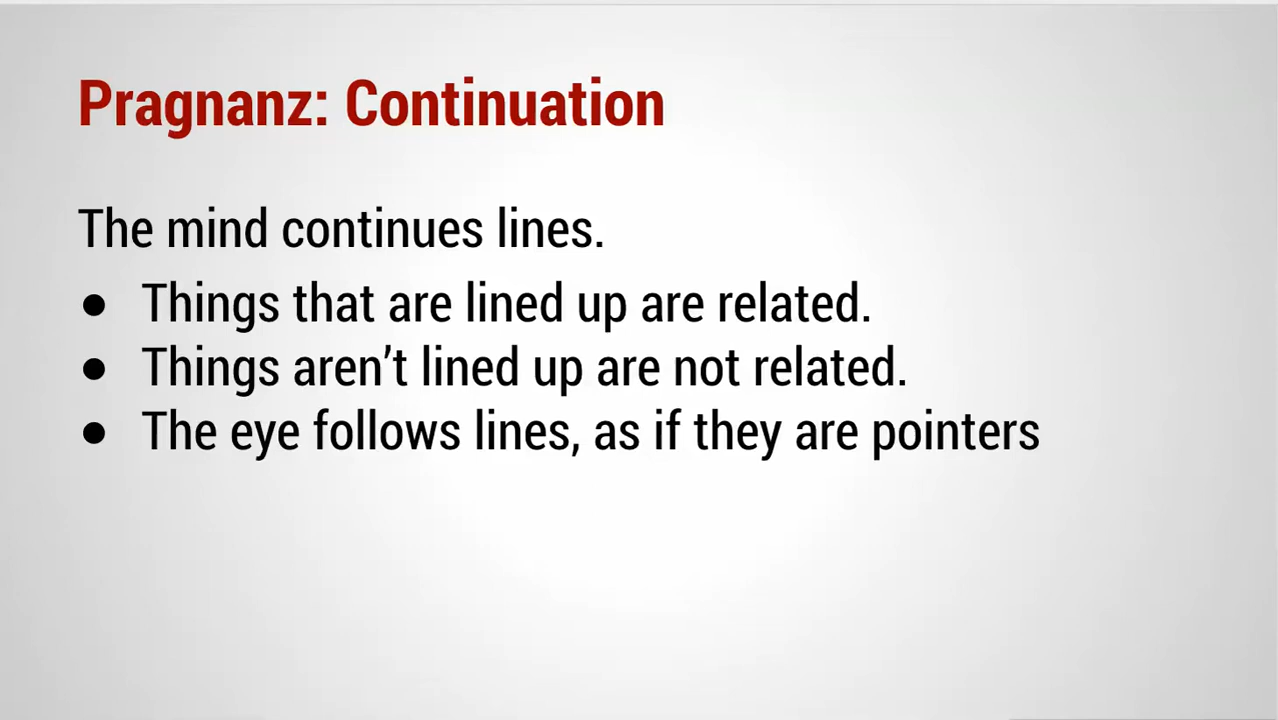 Pragnanz: Continuation
The mind continues lines.
● Things that are lined up are related.
● Things aren’t lined up are not related.
● The eye follows lines, as if they are pointers